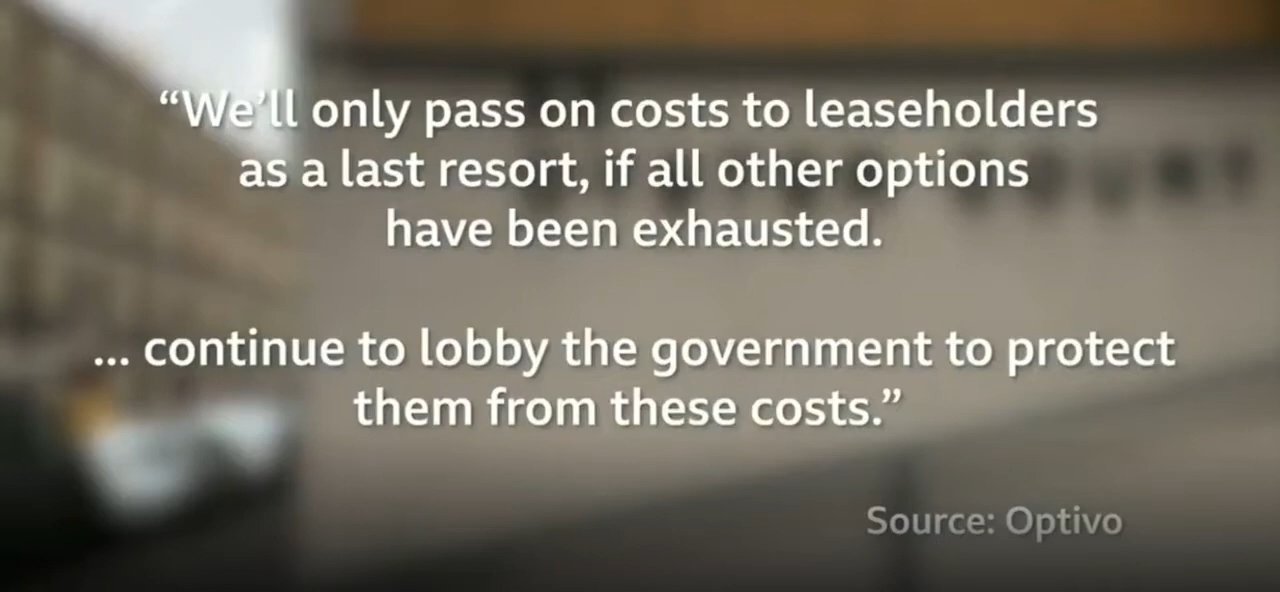 “We’ll only pass on costs to leaseholders
as a last resort, if all other options
have been exhausted.
... continue to lobby the government to protect
them from these costs.”
Source: Optivo